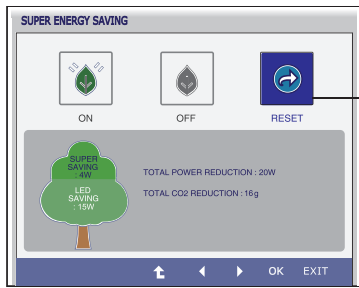 SUPER ENERGY SAVING
ON OFF RESET
SUPER
SAVING
: 4W
LED
SAVING
: 15W
TOTAL POWER REDUCTION : 20W
TOTAL CO2 REDUCTION : 16g
OK EXIT